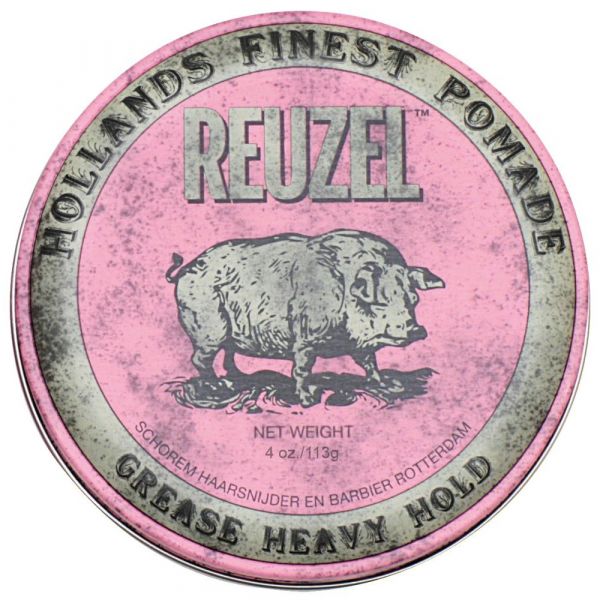 HOLLANDS FINEST POMADE
REUZEL™
NET WEIGHT
4 oz./113g
SCHOREM HAARSNIJDER EN BARBIER ROTTERDAM
GREASE HEAVY HOLD